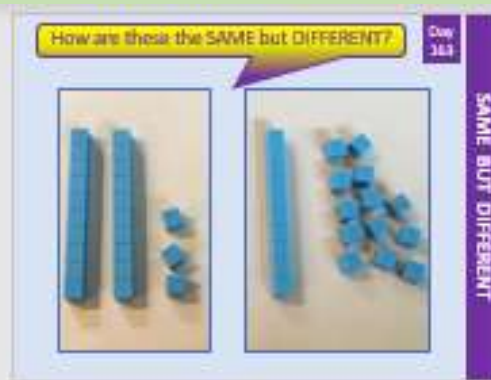 How are these the SAME but DIFFERENT?
Day
163
SAME BUT DIFFERENT